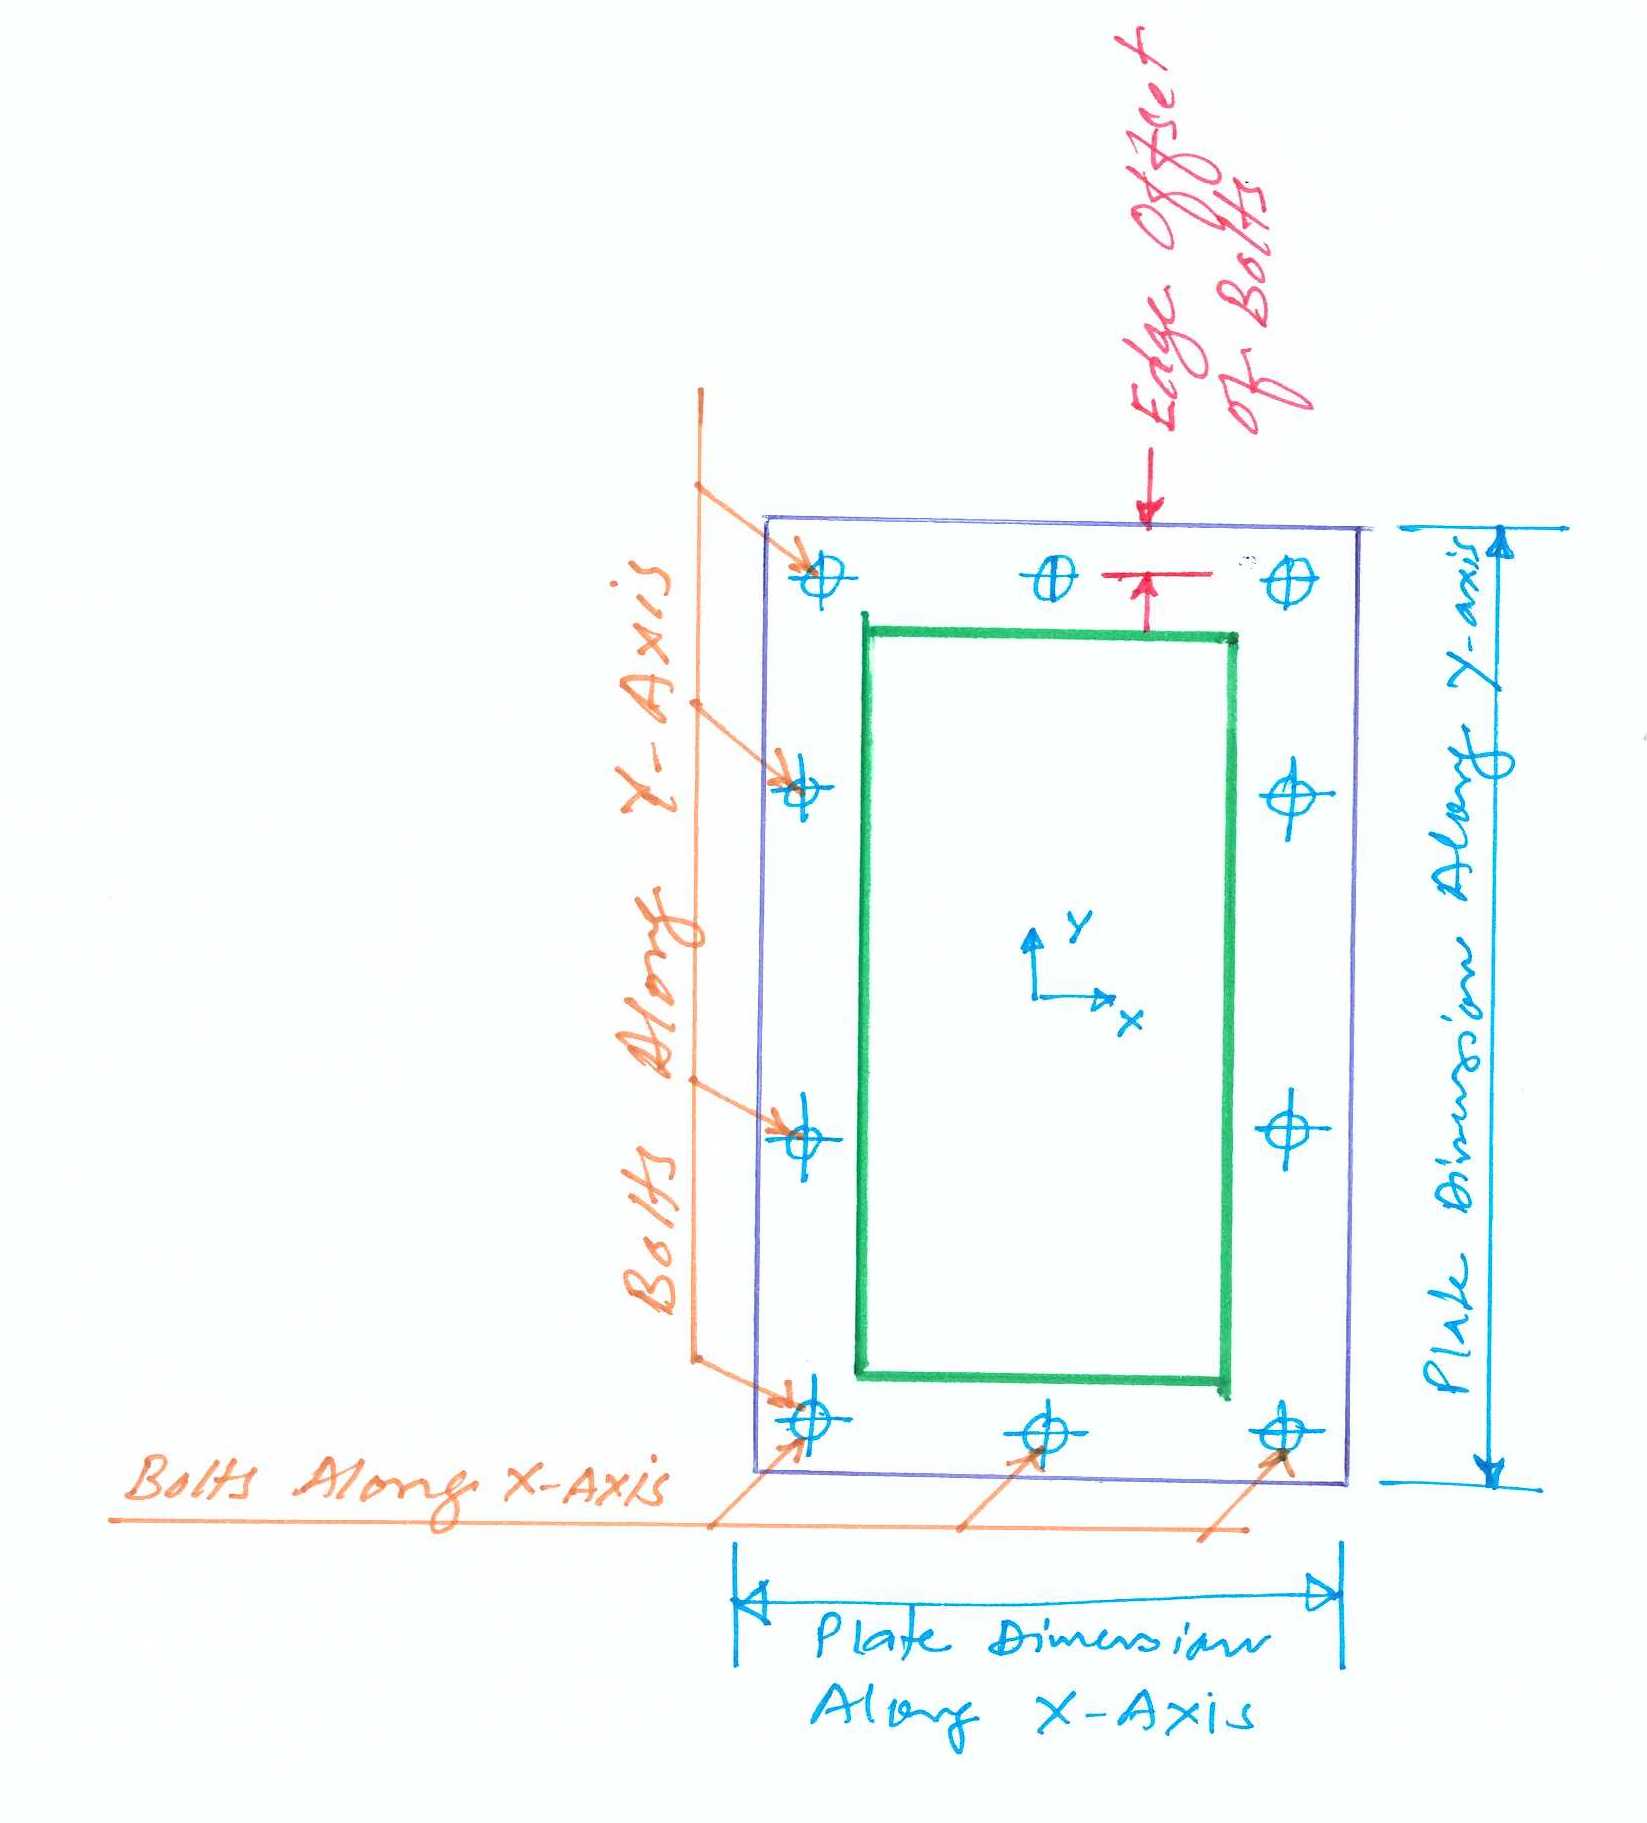 Edge Offset
of Bolts
Bolts Along Y-Axis
Plate Dimension Along Y-axis
Y
X
Bolts Along X-Axis
Plate Dimension
Along X-Axis